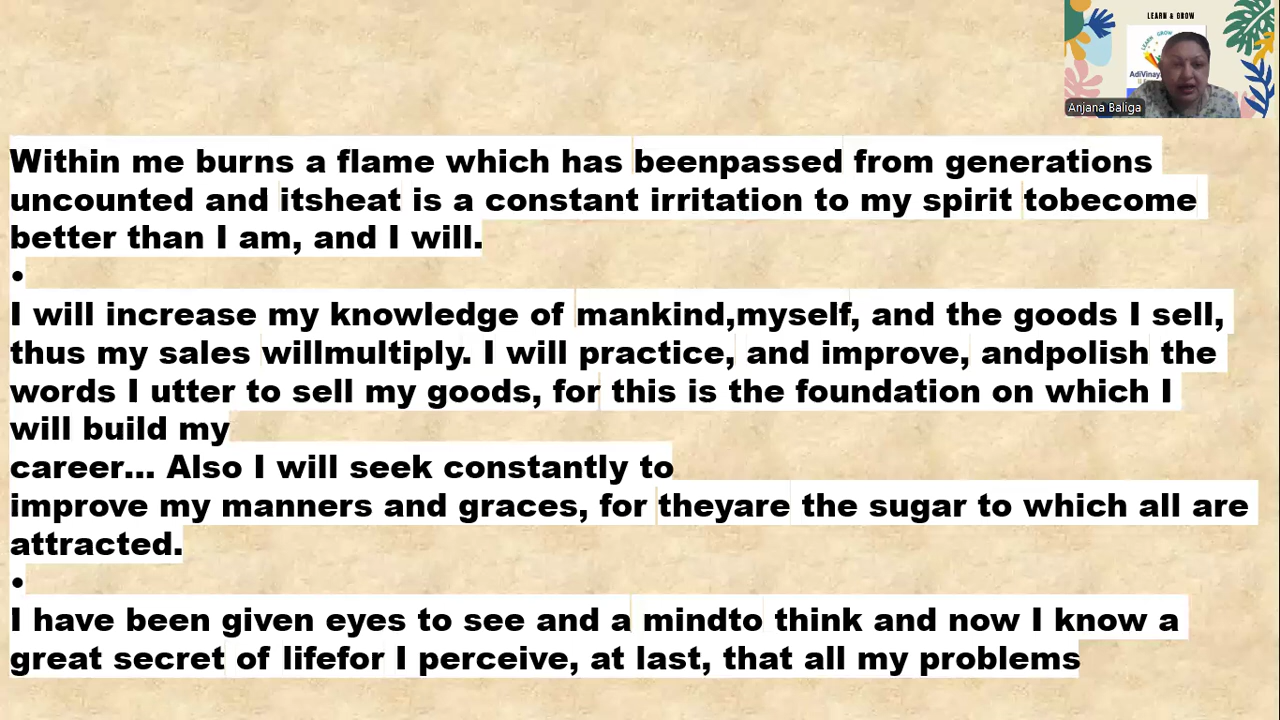 LEARN & GROW
LEARN GROW
Anjana Baliga
Within me burns a flame which has beenpassed from generations
uncounted and itsheat is a constant irritation to my spirit tobecome
better than I am, and I will.
•
I will increase my knowledge of mankind,myself, and the goods I sell,
thus my sales willmultiply. I will practice, and improve, andpolish the
words I utter to sell my goods, for this is the foundation on which I
will build my
career... Also I will seek constantly to
improve my manners and graces, for theyare the sugar to which all are
attracted.
•
I have been given eyes to see and a mindto think and now I know a
great secret of lifefor I perceive, at last, that all my problems